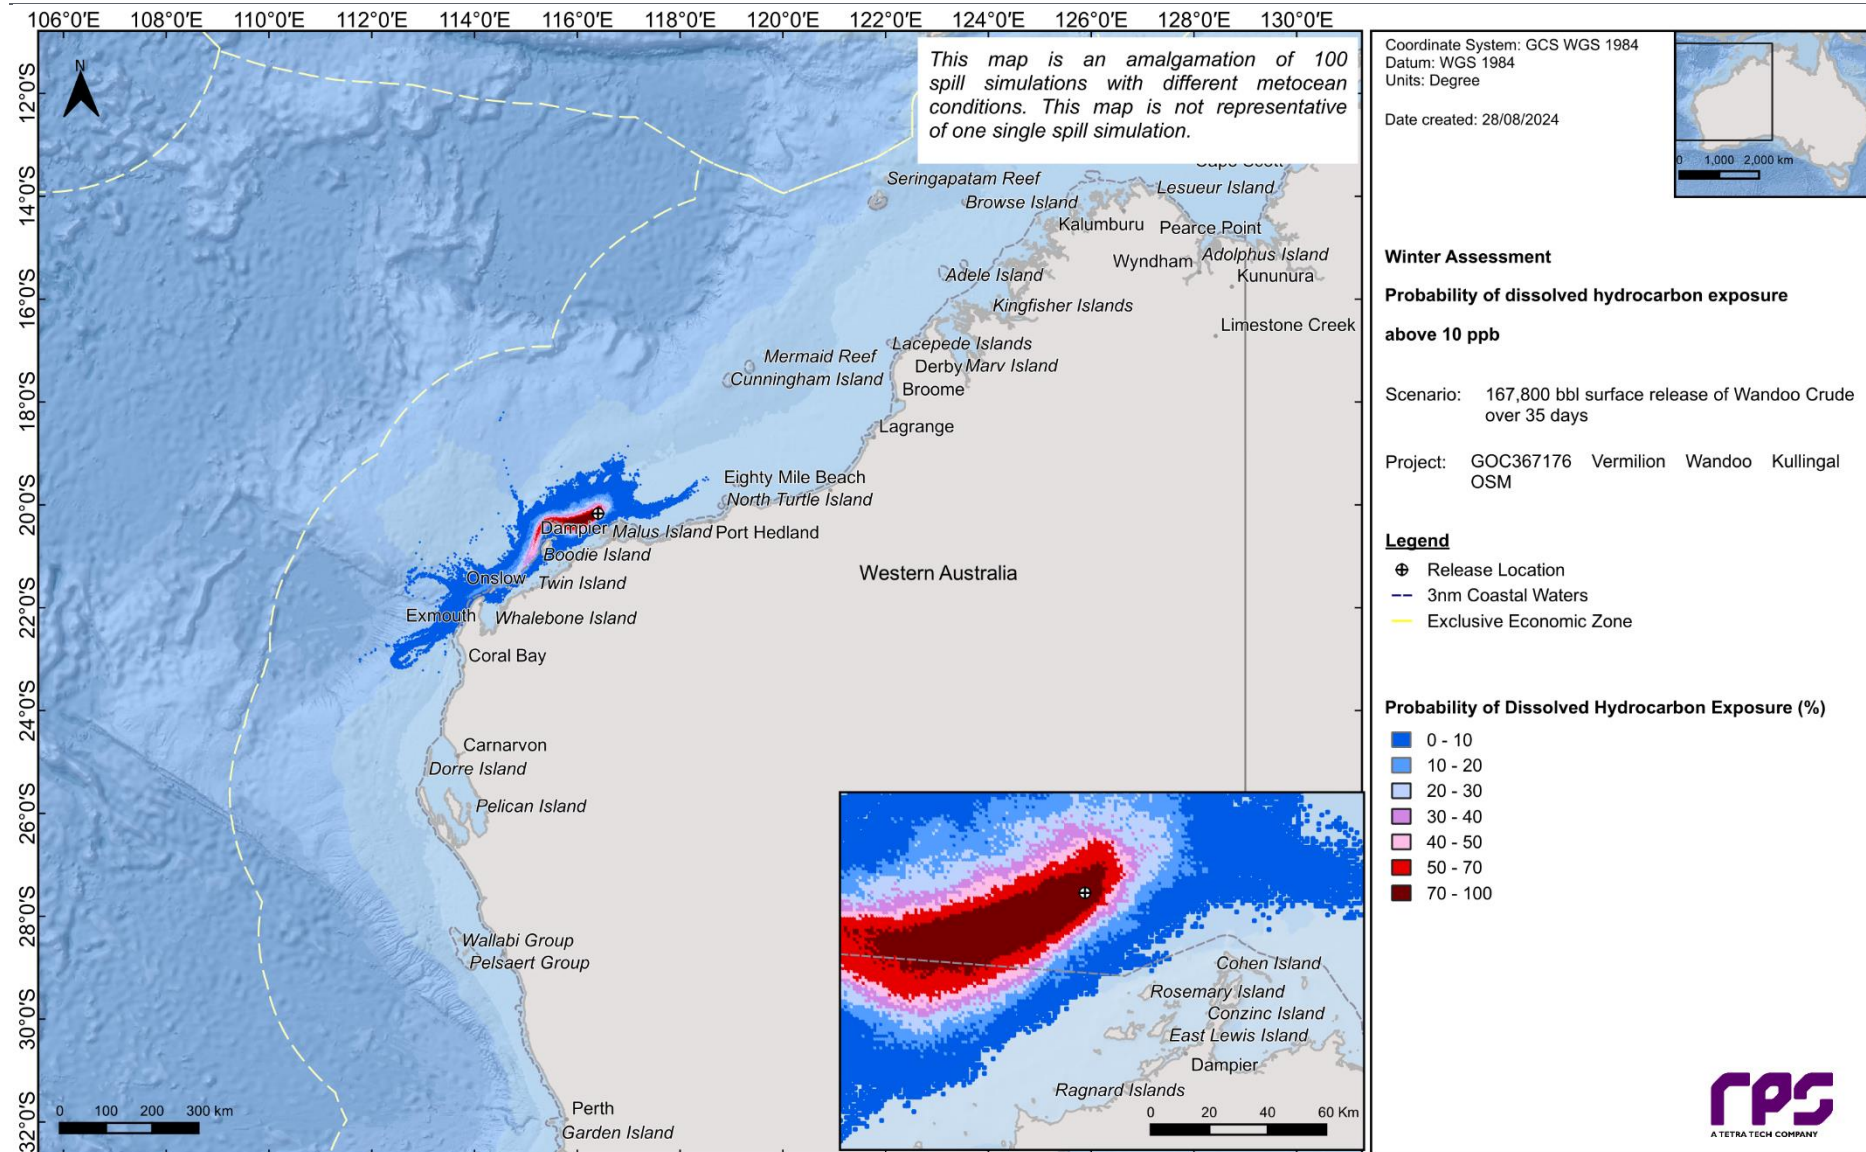 106°0'E 108°0'E 110°0'E 112°0'E 114°0'E 116°0'E 118°0'E 120°0'E 122°0'E 124°0'E 126°0'E 128°0'E 130°0'E
12°0'S
14°0'S
16°0'S
18°0'S
20°0'S
22°0'S
24°0'S
26°0'S
28°0'S
30°0'S
32°0'S
N
This map is an amalgamation of 100
spill simulations with different metocean
conditions. This map is not representative
of one single spill simulation.
Cape Scott
Seringapatam Reef
Lesueur Island
Browse Island
Kalumburu
Pearce Point
Adolphus Island
Wyndham
Adele Island
Kununura
Kingfisher Islands
Limestone Creek
Lacepede Islands
Mermaid Reef
Derby
Mary Island
Cunningham Island
Broome
Lagrange
Eighty Mile Beach
North Turtle Island
Dampier
Malus Island
Port Hedland
Boodie Island
Western Australia
Onslow
Twin Island
Exmouth
Whalebone Island
Coral Bay
Carnarvon
Dorre Island
Pelican Island
Wallabi Group
Pelsaert Group
Perth
Garden Island
0 100 200 300 km
Cohen Island
Rosemary Island
Conzinc Island
East Lewis Island
Dampier
Ragnard Islands
0 20 40 60 Km
Coordinate System: GCS WGS 1984
Datum: WGS 1984
Units: Degree
Date created: 28/08/2024
0 1,000 2,000 km
Winter Assessment
Probability of dissolved hydrocarbon exposure
above 10 ppb
Scenario: 167,800 bbl surface release of Wandoo Crude
over 35 days
Project: GOC367176 Vermilion Wandoo Kullingal
OSM
Legend
Release Location
3nm Coastal Waters
Exclusive Economic Zone
Probability of Dissolved Hydrocarbon Exposure (%)
0 - 10
10 - 20
20 - 30
30 - 40
40 - 50
50 - 70
70 - 100
rps
A TETRA TECH COMPANY